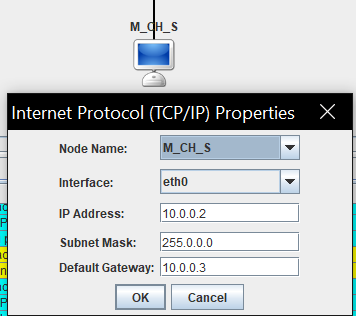 M_CH_S
Internet Protocol (TCP/IP) Properties
Node Name: M_CH_S
Interface: eth0
IP Address: 10.0.0.2
Subnet Mask: 255.0.0.0
Default Gateway: 10.0.0.3
OK Cancel